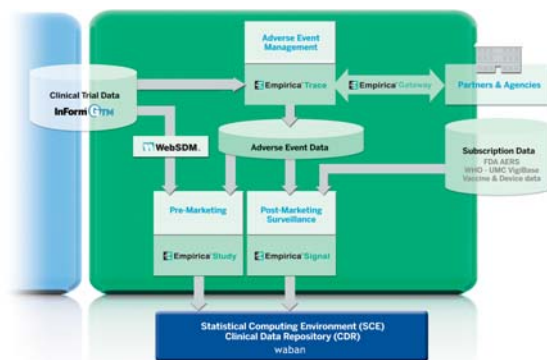 Adverse Event
Management
Empirica Trace
Empirica Gateway
Partners & Agencies
Clinical Trial Data
InForm GTM
WebSDM
Adverse Event Data
Subscription Data
FDA AERS
WHO - UMC VigiBase
Vaccine & Device data
Pre-Marketing
Empirica Study
Post-Marketing
Surveillance
Empirica Signal
Statistical Computing Environment (SCE)
Clinical Data Repository (CDR)
waban